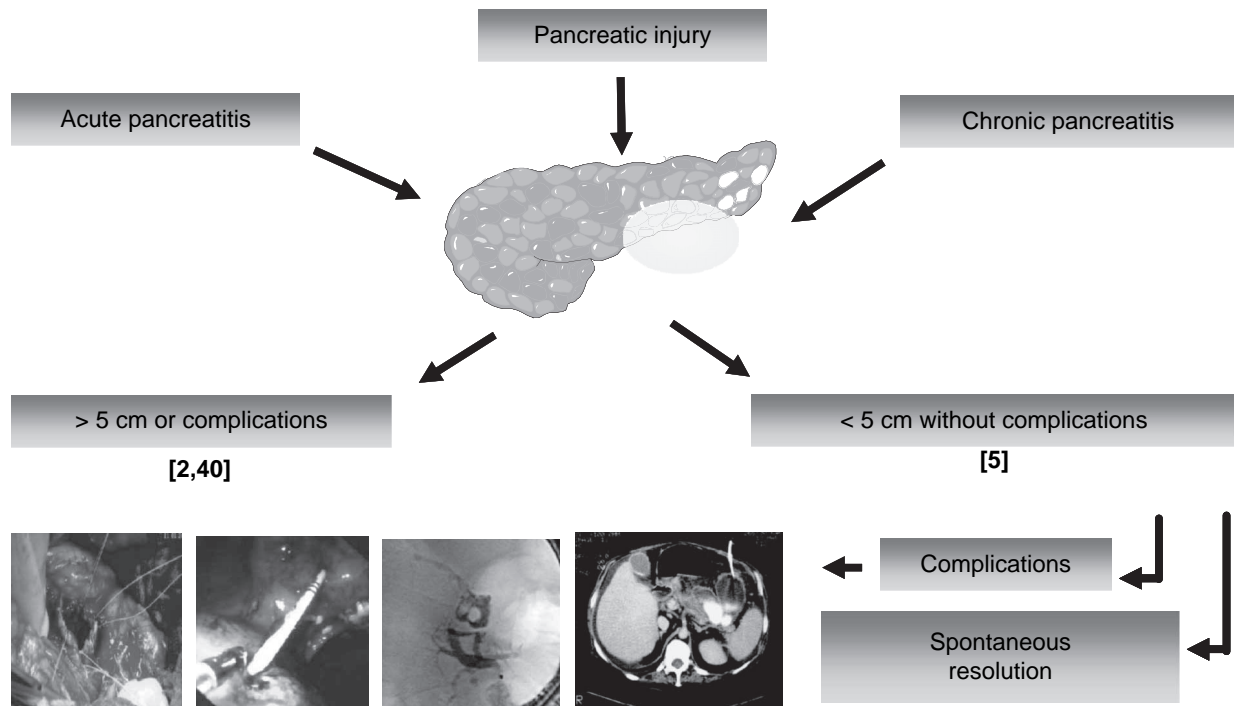 Pancreatic injury
Acute pancreatitis
Chronic pancreatitis
> 5 cm or complications
[2,40]
< 5 cm without complications
[5]
Complications
Spontaneous
resolution
R